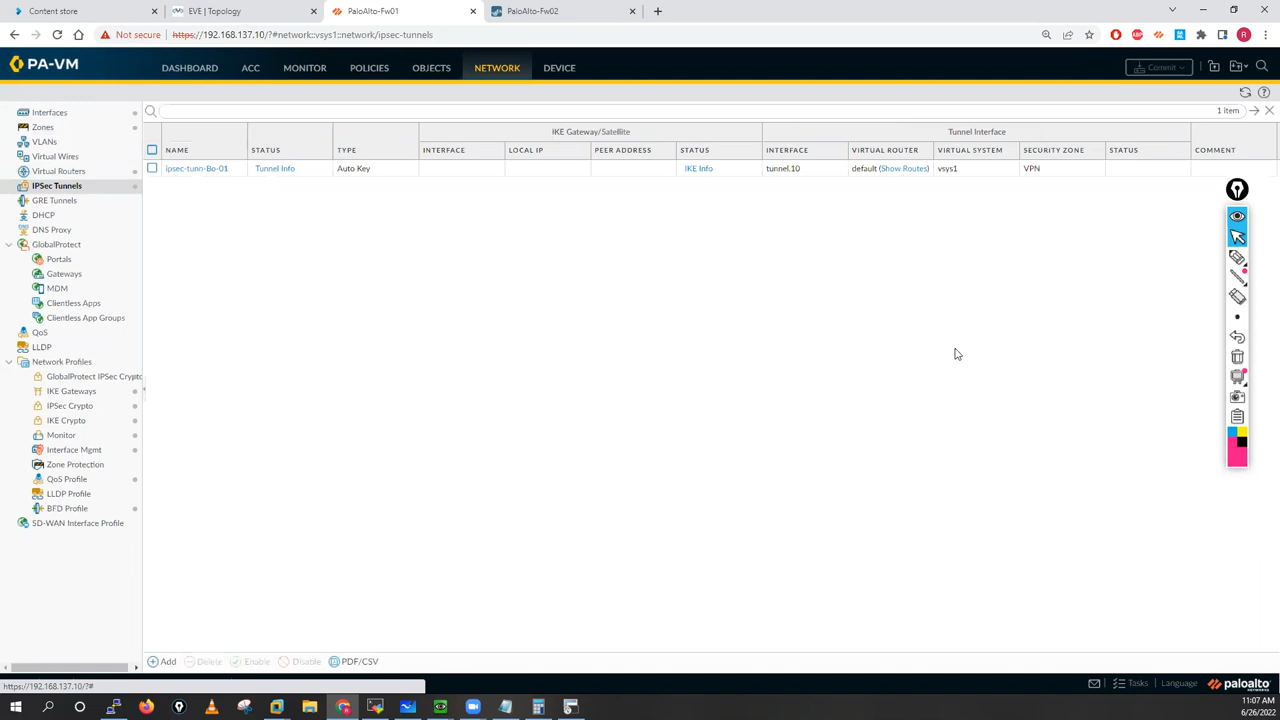 Content store
EVE | Topology
PaloAlto-Fw01
PaloAlto-Fw02
Not secure
https://192.168.137.10/?#network::vsys1::network/ipsec-tunnels
PA-VM
DASHBOARD
ACC
MONITOR
POLICIES
OBJECTS
NETWORK
DEVICE
Commit
Interfaces
Zones
VLANs
Virtual Wires
Virtual Routers
IPSec Tunnels
GRE Tunnels
DHCP
DNS Proxy
GlobalProtect
Portals
Gateways
MDM
Clientless Apps
Clientless App Groups
QoS
LLDP
Network Profiles
GlobalProtect IPSec Crypto
IKE Gateways
IPSec Crypto
IKE Crypto
Monitor
Interface Mgmt
Zone Protection
QoS Profile
LLDP Profile
BFD Profile
SD-WAN Interface Profile
1 item
IKE Gateway/Satellite
Tunnel Interface
NAME STATUS TYPE INTERFACE LOCAL IP PEER ADDRESS STATUS INTERFACE VIRTUAL ROUTER VIRTUAL SYSTEM SECURITY ZONE STATUS COMMENT
ipsec-tunn-Bo-01 Tunnel Info Auto Key IKE Info tunnel.10 default (Show Routes) vsys1 VPN
Add Delete Enable Disable PDF/CSV
https://192.168.137.10/?#
Tasks Language paloalto
NETWORKS
11:07 AM
6/26/2022